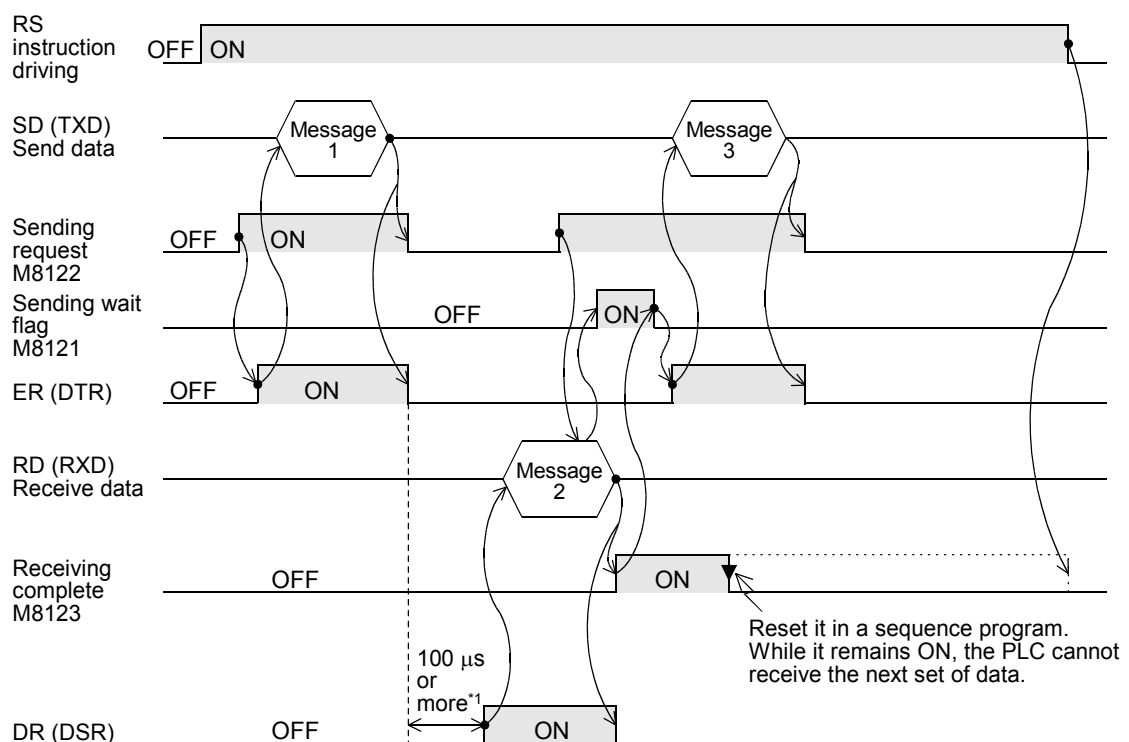 RS
instruction
driving
OFF ON
SD (TXD)
Send data
Message
1
Message
3
Sending
request
M8122
OFF ON
Sending wait
flag
M8121
OFF ON
ER (DTR)
OFF ON
RD (RXD)
Receive data
Message
2
Receiving
complete
M8123
OFF ON
Reset it in a sequence program.
While it remains ON, the PLC cannot
receive the next set of data.
100 μs
or
more*1
DR (DSR)
OFF ON